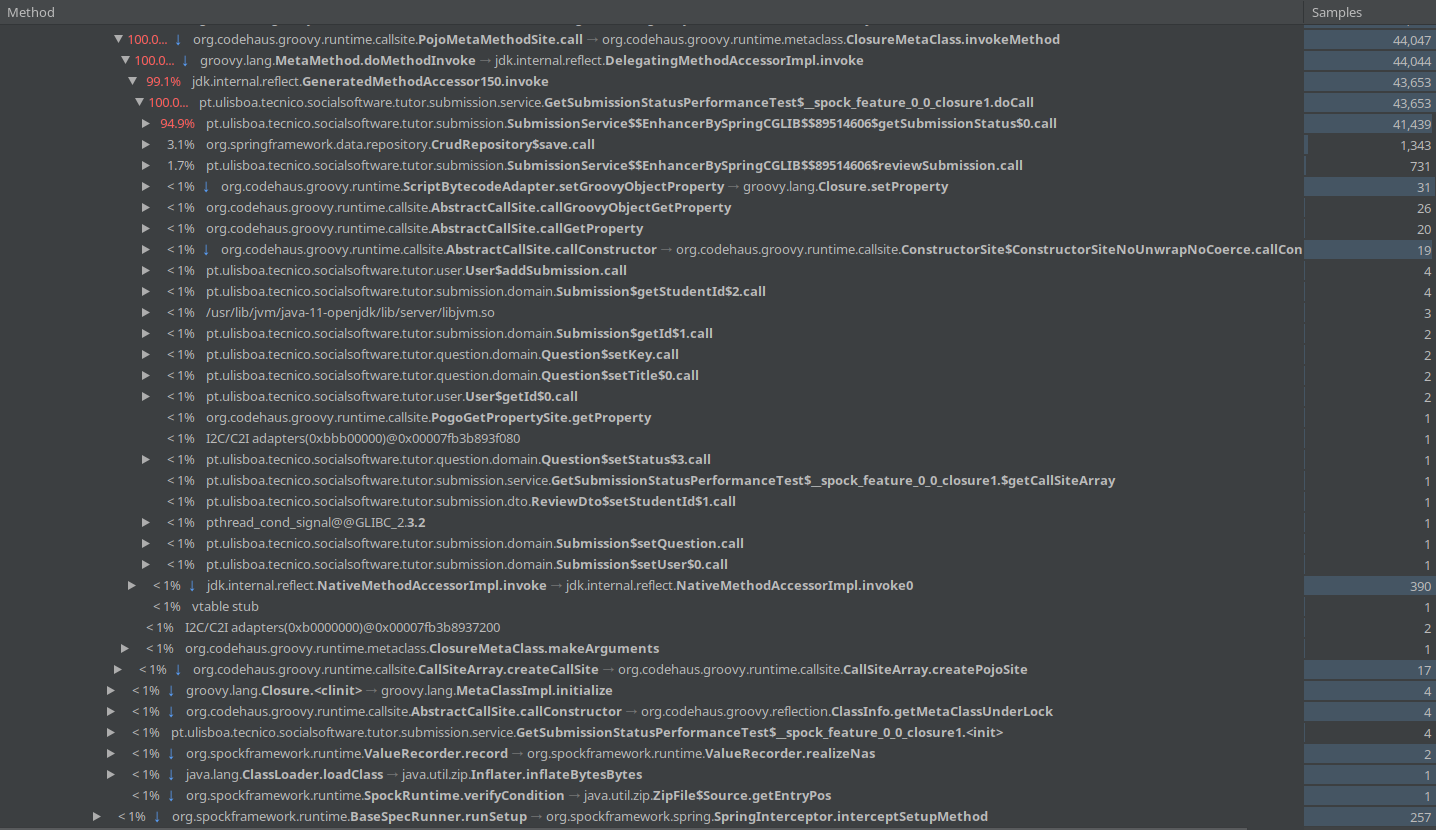 Method Samples
100.0... ↓ org.codehaus.groovy.runtime.callsite.PojoMetaMethodSite.call → org.codehaus.groovy.runtime.metaclass.ClosureMetaClass.invokeMethod 44,047
100.0... ↓ groovy.lang.MetaMethod.doMethodInvoke → jdk.internal.reflect.DelegatingMethodAccessorImpl.invoke 44,044
99.1% jdk.internal.reflect.GeneratedMethodAccessor150.invoke 43,653
100.0... pt.ulisboa.tecnico.socialsoftware.tutor.submission.service.GetSubmissionStatusPerformanceTest$__spock_feature_0_0_closure1.doCall 43,653
94.9% pt.ulisboa.tecnico.socialsoftware.tutor.submission.SubmissionService$$EnhancerBySpringCGLIB$$89514606$getSubmissionStatus$0.call 41,439
3.1% org.springframework.data.repository.CrudRepository$save.call 1,343
1.7% pt.ulisboa.tecnico.socialsoftware.tutor.submission.SubmissionService$$EnhancerBySpringCGLIB$$89514606$reviewSubmission.call 731
< 1% ↓ org.codehaus.groovy.runtime.ScriptBytecodeAdapter.setGroovyObjectProperty → groovy.lang.Closure.setProperty 31
< 1% org.codehaus.groovy.runtime.callsite.AbstractCallSite.callGroovyObjectGetProperty 26
< 1% org.codehaus.groovy.runtime.callsite.AbstractCallSite.callGetProperty 20
< 1% ↓ org.codehaus.groovy.runtime.callsite.AbstractCallSite.callConstructor → org.codehaus.groovy.runtime.callsite.ConstructorSite$ConstructorSiteNoUnwrapNoCoerce.callCon 19
< 1% pt.ulisboa.tecnico.socialsoftware.tutor.user.User$addSubmission.call 4
< 1% pt.ulisboa.tecnico.socialsoftware.tutor.submission.domain.Submission$getStudentId$2.call 4
< 1% /usr/lib/jvm/java-11-openjdk/lib/server/libjvm.so 3
< 1% pt.ulisboa.tecnico.socialsoftware.tutor.submission.domain.Submission$getId$1.call 2
< 1% pt.ulisboa.tecnico.socialsoftware.tutor.question.domain.Question$setKey.call 2
< 1% pt.ulisboa.tecnico.socialsoftware.tutor.question.domain.Question$setTitle$0.call 2
< 1% pt.ulisboa.tecnico.socialsoftware.tutor.user.User$getId$0.call 2
< 1% org.codehaus.groovy.runtime.callsite.PogoGetPropertySite.getProperty 1
< 1% I2C/C2I adapters(0xbbb00000)@0x00007fb3b893f080 1
< 1% pt.ulisboa.tecnico.socialsoftware.tutor.question.domain.Question$setStatus$3.call 1
< 1% pt.ulisboa.tecnico.socialsoftware.tutor.submission.service.GetSubmissionStatusPerformanceTest$__spock_feature_0_0_closure1.$getCallSiteArray 1
< 1% pt.ulisboa.tecnico.socialsoftware.tutor.submission.dto.ReviewDto$setStudentId$1.call 1
< 1% pthread_cond_signal@@GLIBC_2.3.2 1
< 1% pt.ulisboa.tecnico.socialsoftware.tutor.submission.domain.Submission$setQuestion.call 1
< 1% pt.ulisboa.tecnico.socialsoftware.tutor.submission.domain.Submission$setUser$0.call 1
< 1% ↓ jdk.internal.reflect.NativeMethodAccessorImpl.invoke → jdk.internal.reflect.NativeMethodAccessorImpl.invoke0 390
< 1% vtable stub 1
< 1% I2C/C2I adapters(0xb0000000)@0x00007fb3b8937200 2
< 1% org.codehaus.groovy.runtime.metaclass.ClosureMetaClass.makeArguments 1
< 1% ↓ org.codehaus.groovy.runtime.callsite.CallSiteArray.createCallSite → org.codehaus.groovy.runtime.callsite.CallSiteArray.createPojoSite 17
< 1% ↓ groovy.lang.Closure.<clinit> → groovy.lang.MetaClassImpl.initialize 4
< 1% ↓ org.codehaus.groovy.runtime.callsite.AbstractCallSite.callConstructor → org.codehaus.groovy.reflection.ClassInfo.getMetaClassUnderLock 4
< 1% pt.ulisboa.tecnico.socialsoftware.tutor.submission.service.GetSubmissionStatusPerformanceTest$__spock_feature_0_0_closure1.<init> 4
< 1% ↓ org.spockframework.runtime.ValueRecorder.record → org.spockframework.runtime.ValueRecorder.realizeNas 2
< 1% ↓ java.lang.ClassLoader.loadClass → java.util.zip.Inflater.inflateBytesBytes 1
< 1% ↓ org.spockframework.runtime.SpockRuntime.verifyCondition → java.util.zip.ZipFile$Source.getEntryPos 1
< 1% ↓ org.spockframework.runtime.BaseSpecRunner.runSetup → org.spockframework.spring.SpringInterceptor.interceptSetupMethod 257